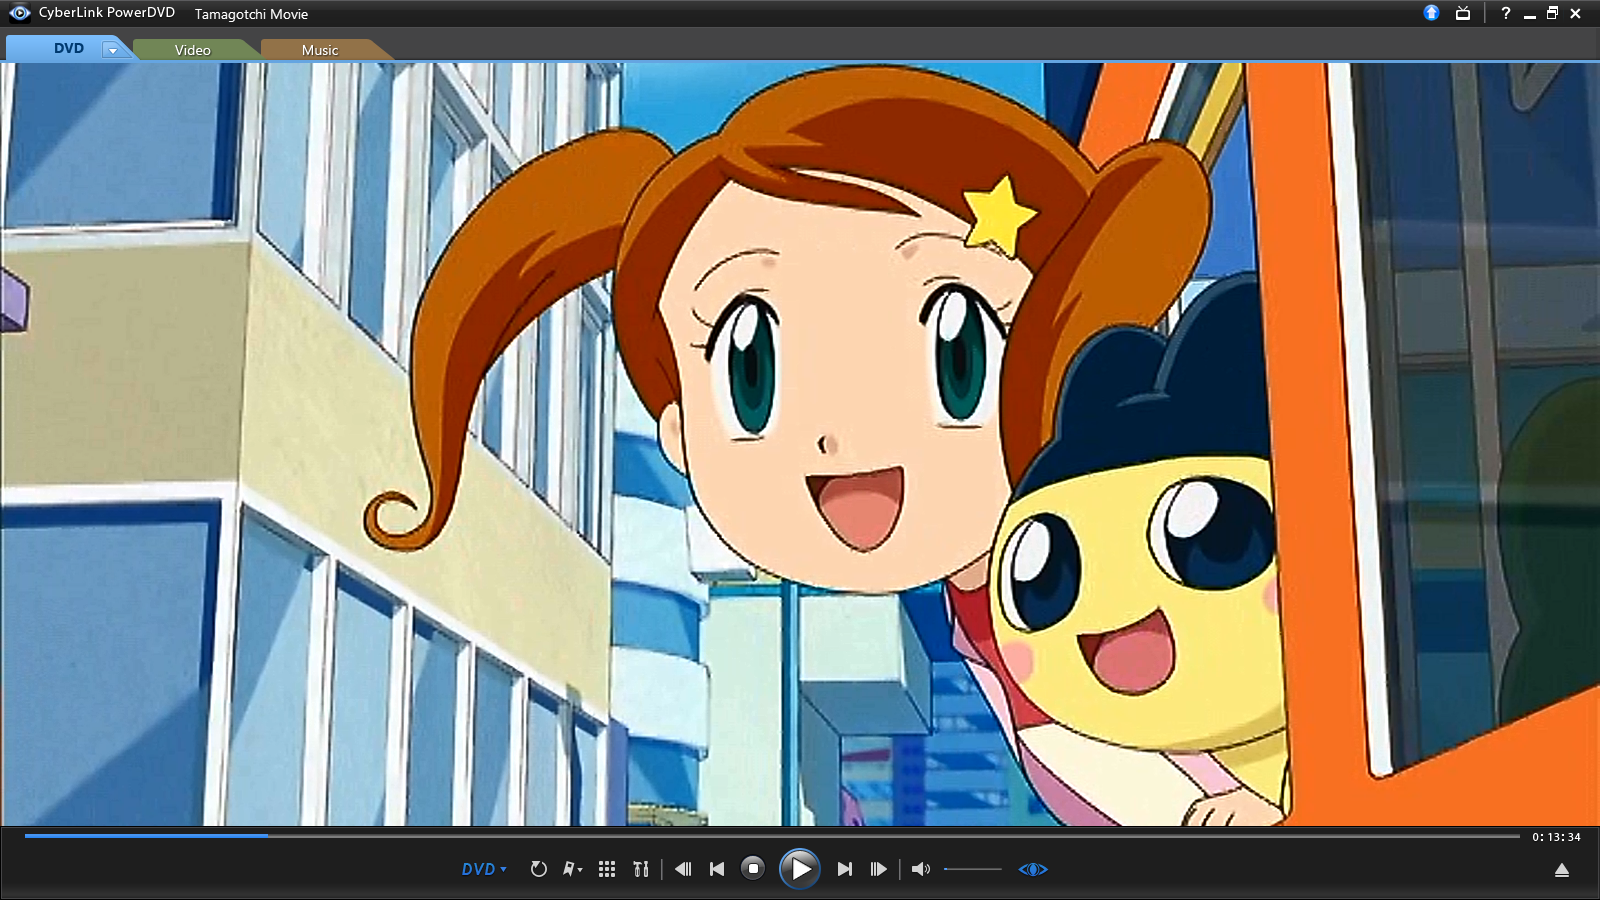 CyberLink PowerDVD Tamagotchi Movie
DVD Video Music
0:13:34
DVD